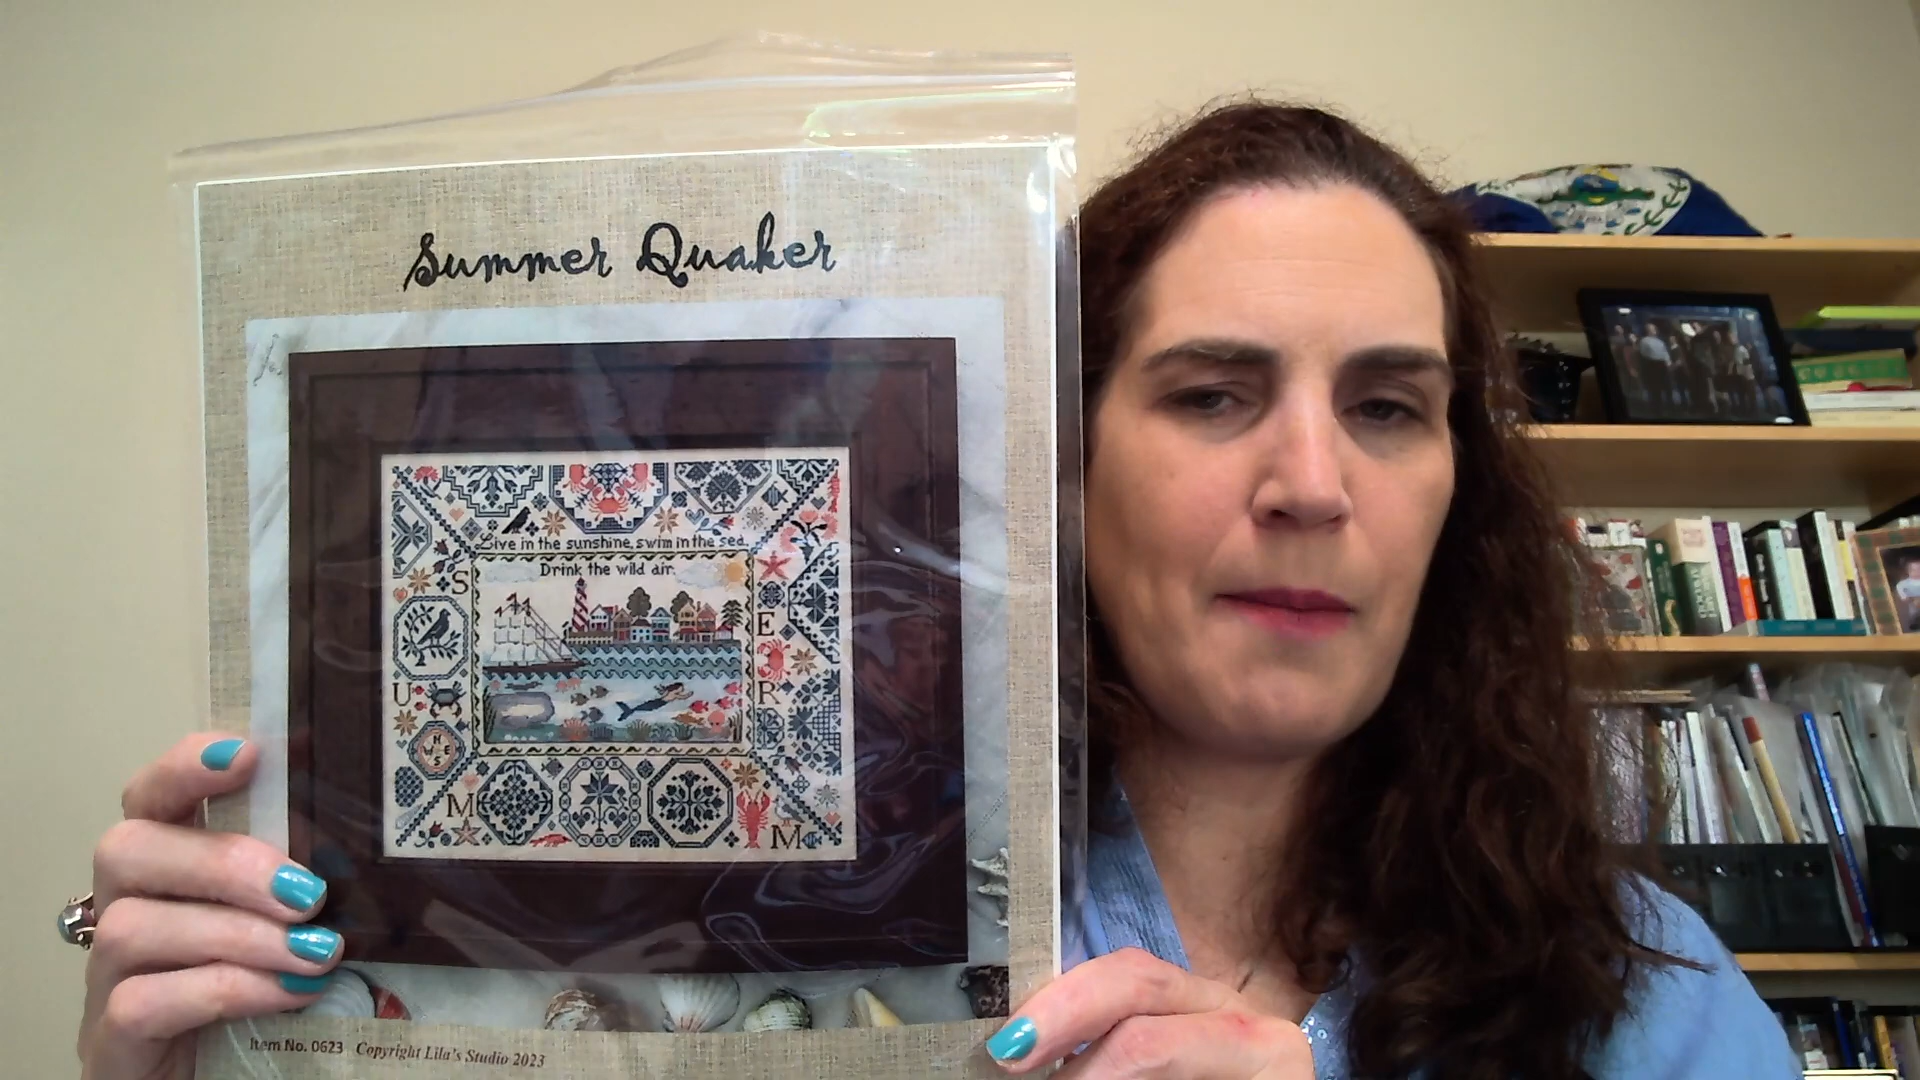 Summer Quaker
Live in the sunshine, swim in the sea,
Drink the wild air.
S
U
M
M
E
R
N
W E
S
Item No. 0623 Copyright Lila's Studio 2023